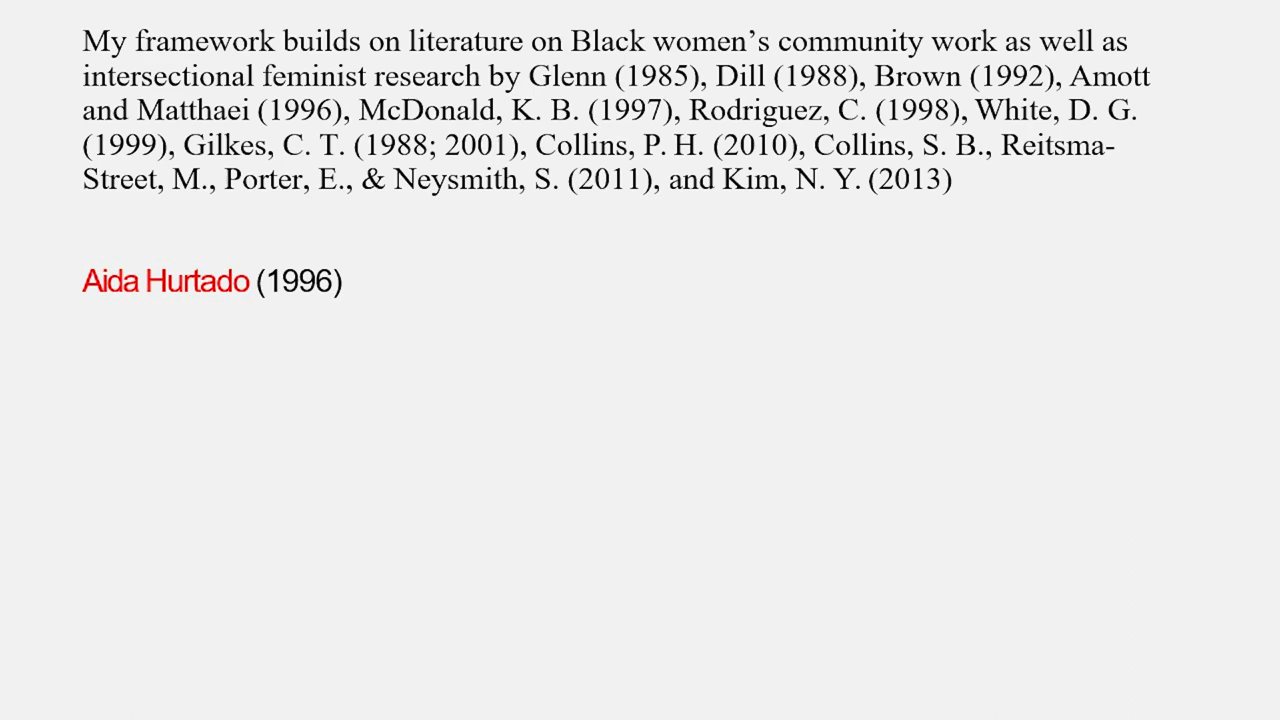 My framework builds on literature on Black women’s community work as well as
intersectional feminist research by Glenn (1985), Dill (1988), Brown (1992), Amott
and Matthaei (1996), McDonald, K. B. (1997), Rodriguez, C. (1998), White, D. G.
(1999), Gilkes, C. T. (1988; 2001), Collins, P. H. (2010), Collins, S. B., Reitsma-
Street, M., Porter, E., & Neysmith, S. (2011), and Kim, N. Y. (2013)
Aida Hurtado (1996)